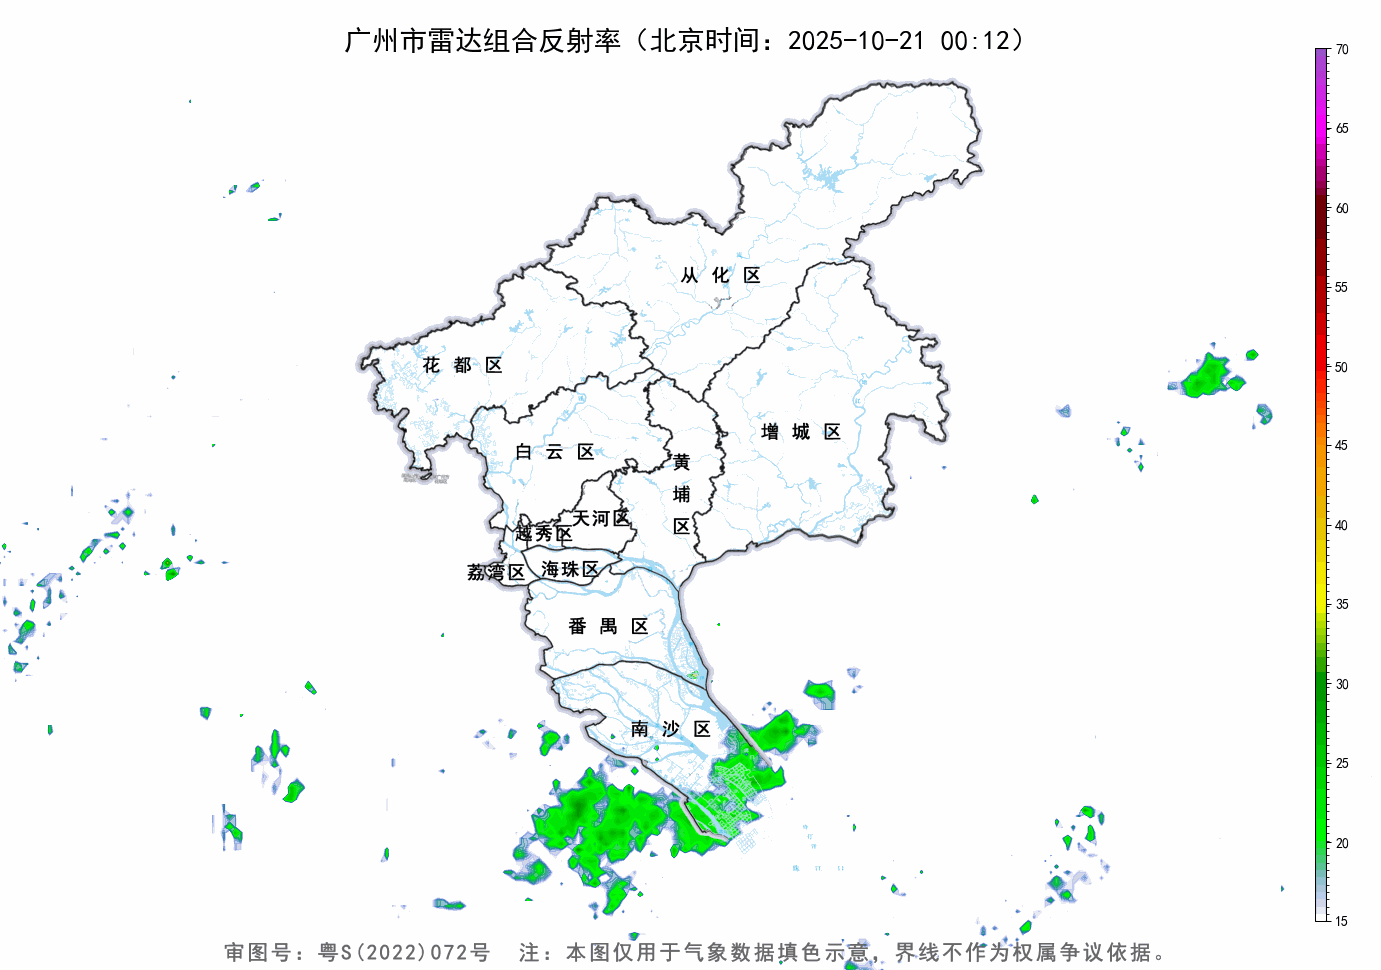 广州市雷达组合反射率（北京时间：2025-10-21 00:12）
70
65
60
55
50
45
40
35
30
25
20
15
从化区
花都区
增城区
白云区
黄埔区
天河区
越秀区
海珠区
荔湾区
番禺区
南沙区
审图号：粤S(2022)072号 注：本图仅用于气象数据填色示意，界线不作为权属争议依据。